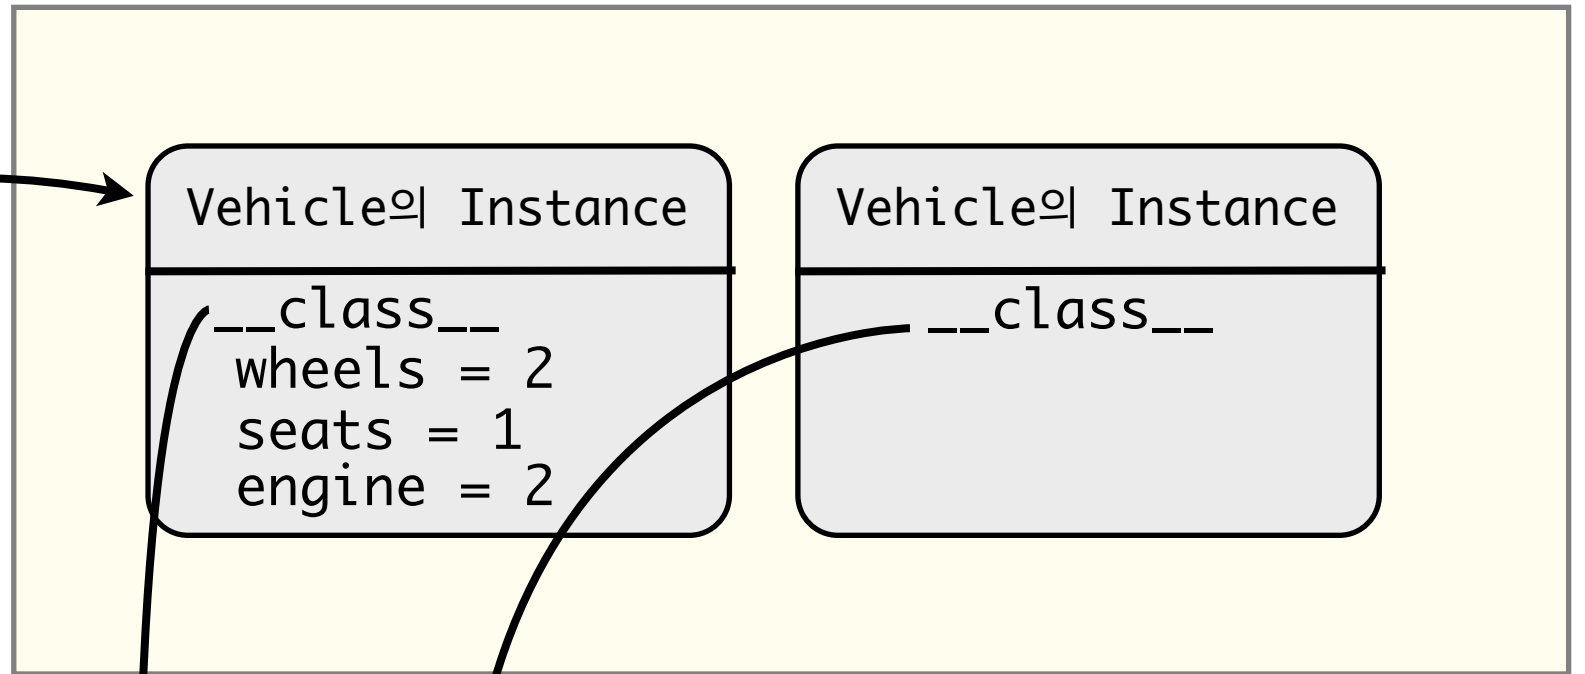 Vehicle의 Instance
__class__
wheels = 2
seats = 1
engine = 2
Vehicle의 Instance
__class__